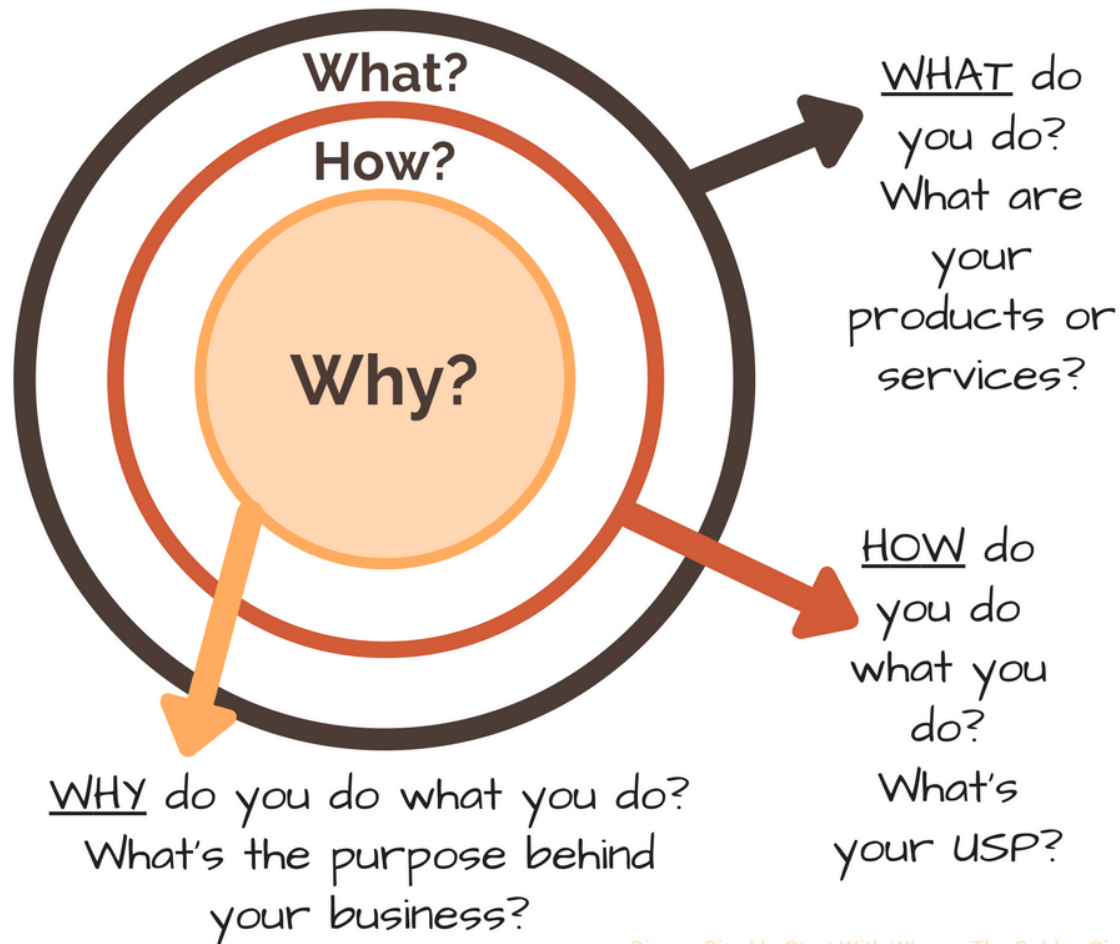 What?
How?
Why?
WHAT do
you do?
What are
your
products or
services?
HOW do
you do
what you
do?
What's
your USP?
WHY do you do what you do?
What's the purpose behind
your business?